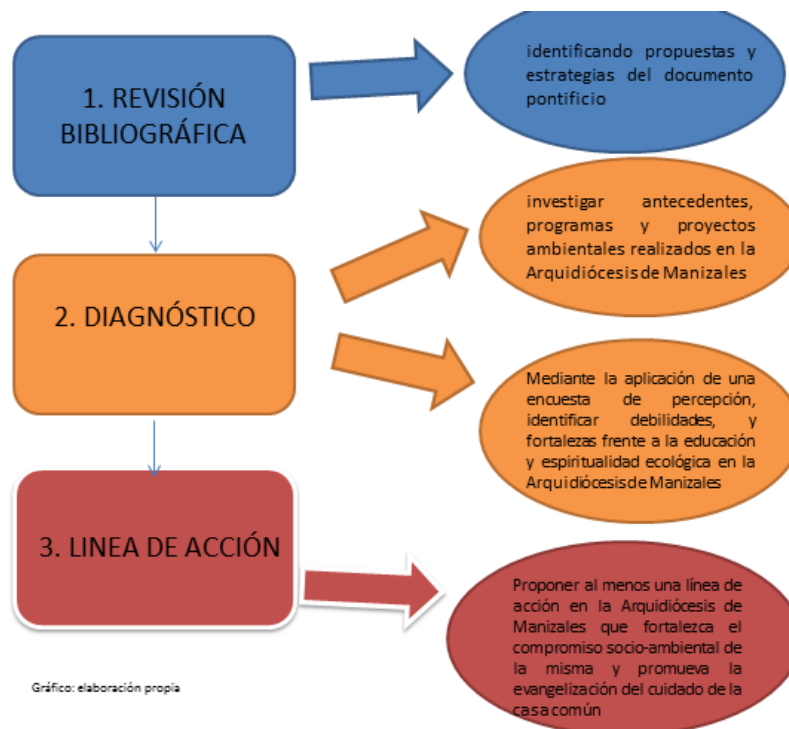 1. REVISIÓN
BIBLIOGRÁFICA
identificando propuestas y
estrategias del documento
pontificio
2. DIAGNÓSTICO
investigar antecedentes,
programas y proyectos
ambientales realizados en la
Arquidiócesis de Manizales
Mediante la aplicación de una
encuesta de percepción,
identificar debilidades, y
fortalezas frente a la educación
y espiritualidad ecológica en la
Arquidiócesis de Manizales
3. LINEA DE ACCIÓN
Proponer al menos una línea de
acción en la Arquidiócesis de
Manizales que fortalezca el
compromiso socio-ambiental de
la misma y promueva la
evangelización del cuidado de la
casa común
Gráfico: elaboración propia